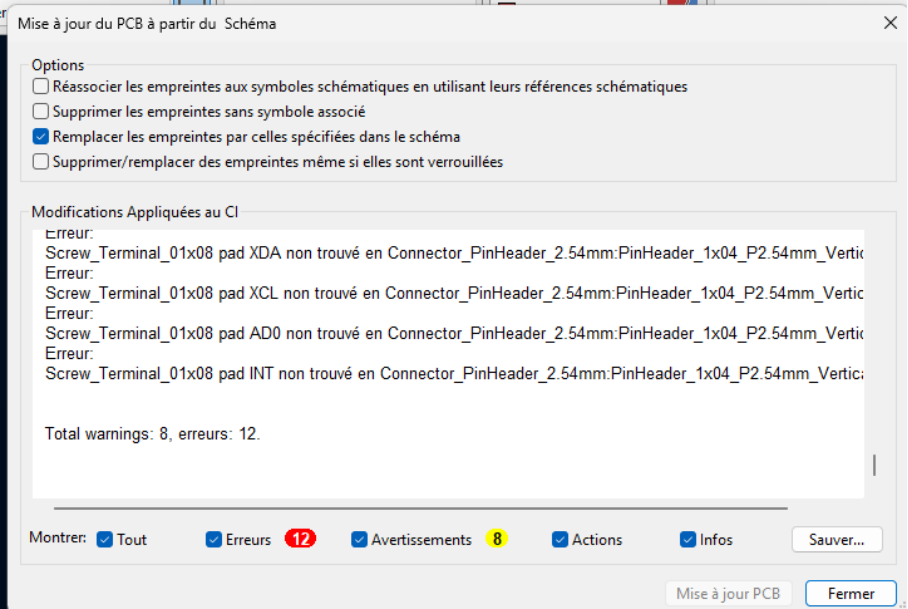 Mise à jour du PCB à partir du Schéma
Options
Réassocier les empreintes aux symboles schématiques en utilisant leurs références schématiques
Supprimer les empreintes sans symbole associé
Remplacer les empreintes par celles spécifiées dans le schéma
Supprimer/remplacer des empreintes même si elles sont verrouillées
Modifications Appliquées au CI
Erreur:
Screw_Terminal_01x08 pad XDA non trouvé en Connector_PinHeader_2.54mm:PinHeader_1x04_P2.54mm_Vertic
Erreur:
Screw_Terminal_01x08 pad XCL non trouvé en Connector_PinHeader_2.54mm:PinHeader_1x04_P2.54mm_Vertic
Erreur:
Screw_Terminal_01x08 pad AD0 non trouvé en Connector_PinHeader_2.54mm:PinHeader_1x04_P2.54mm_Vertic
Erreur:
Screw_Terminal_01x08 pad INT non trouvé en Connector_PinHeader_2.54mm:PinHeader_1x04_P2.54mm_Vertica
Total warnings: 8, erreurs: 12.
Montrer: Tout Erreurs 12 Avertissements 8 Actions Infos Sauver...
Mise à jour PCB Fermer